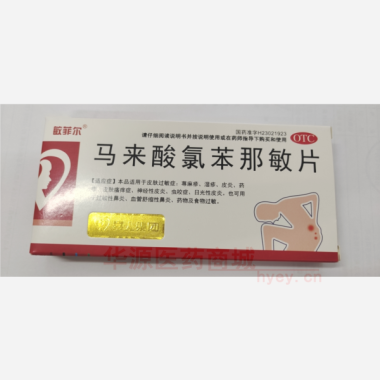 敏菲尔
请仔细阅读说明书并按说明使用或在药师指导下购买和使用
国药准字H20021923
OTC
马来酸氯苯那敏片
【适应症】本品适用于皮肤过敏症：荨麻疹、湿疹、皮炎、药
皮肤瘙痒症、神经性皮炎、虫咬症、日光性皮炎。也可用
过敏性鼻炎、血管舒缩性鼻炎、药物及食物过敏。
华源医药商城
hyey.cn